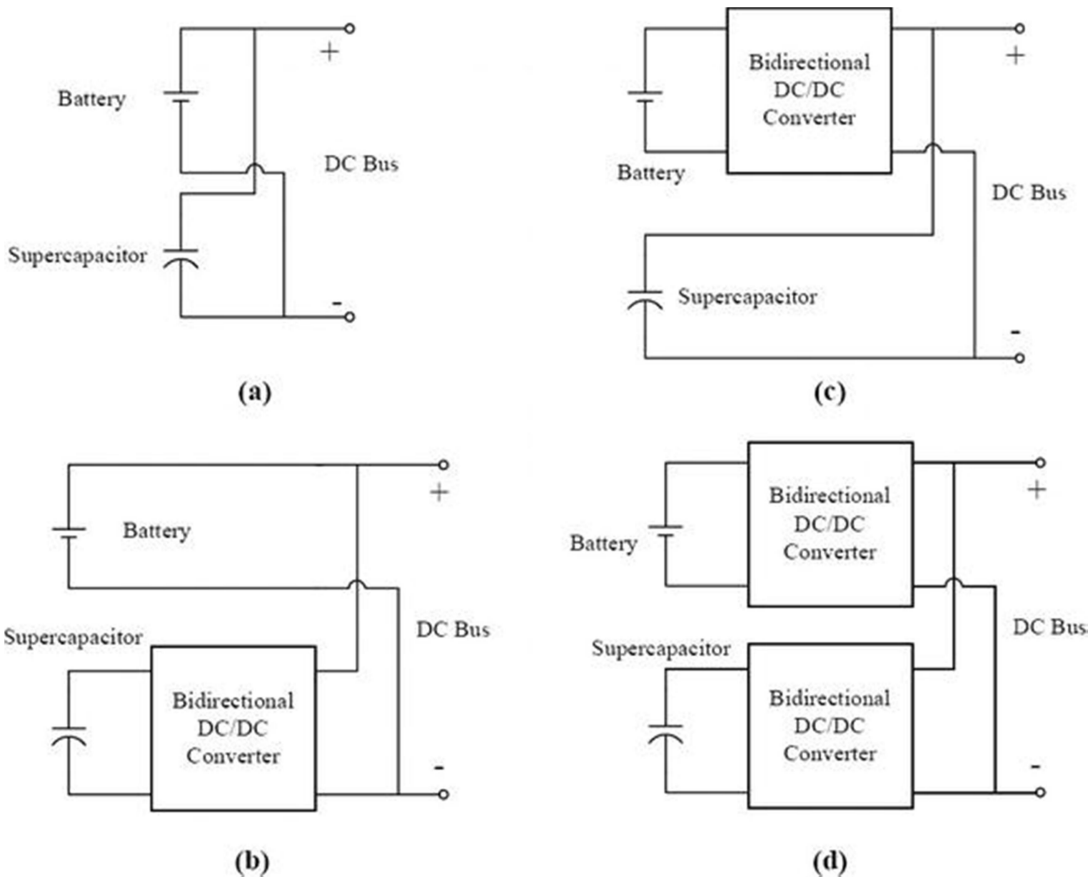 +
Battery
DC Bus
Supercapacitor
-
(a)
Bidirectional
DC/DC
Converter
+
Battery
DC Bus
Supercapacitor
-
(c)
+
Battery
Supercapacitor
DC Bus
Bidirectional
DC/DC
Converter
-
(b)
Bidirectional
DC/DC
Converter
+
Battery
DC Bus
Supercapacitor
Bidirectional
DC/DC
Converter
-
(d)